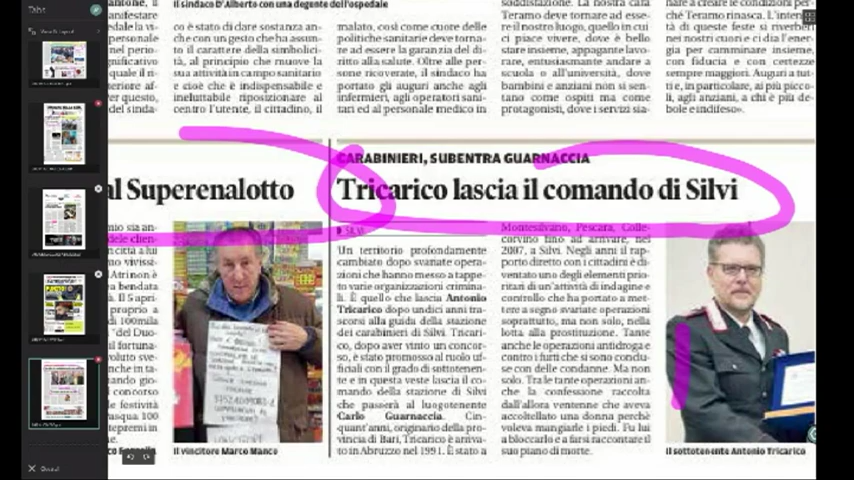 Tabs
il sindaco D'Alberto con una degente dell'ospedale
co è stato di dare sostanza an-
che con un gesto che ha assun-
to il carattere della simbolici-
tà, al principio che muove la
sua attività in campo sanitario
e cioè che è indispensabile e
ineluttabile riposizionare al
centro l'utente, il cittadino, il
malato, così come cuore delle
politiche sanitarie deve torna-
re ad essere la garanzia del di-
ritto alla salute. Oltre alle per-
sone ricoverate, il sindaco ha
portato gli auguri anche agli
infermieri, agli operatori sani-
tari ed al personale medico in
soddisfazione. La nostra cara
Teramo deve tornare ad esse-
re il nostro luogo, quello in cui
ci piace vivere, dove è bello
stare insieme, appagante lavo-
rare, entusiasmante andare a
scuola o all'università, dove
bambini e anziani non si sen-
tano come ospiti ma come
protagonisti, dove i servizi sia-
mare a creare le condizioni per-
ché Teramo rinasca. L'intensi-
tà di queste feste si riverberi
nei nostri cuori e ci dia l'ener-
gia per camminare insieme,
con fiducia e con certezze
sempre maggiori. Auguri a tut-
ti e, in particolare, ai più picco-
li, agli anziani, a chi è più de-
bole e indifeso».
al Superenalotto
Il vincitore Marco Manco
CARABINIERI, SUBENTRA GUARNACCIA
Tricarico lascia il comando di Silvi
SILVI
Un territorio profondamente
cambiato dopo svariate opera-
zioni che hanno messo a tappe-
to varie organizzazioni crimina-
li. È quello che lascia Antonio
Tricarico dopo undici anni tra-
scorsi alla guida della stazione
dei carabinieri di Silvi. Tricari-
co, dopo aver vinto un concor-
so, è stato promosso al ruolo uf-
ficiali con il grado di sottotenen-
te e in questa veste lascia il co-
mando della stazione di Silvi
che passerà al luogotenente
Carlo Guarnaccia. Cin-
quant'anni, originario della pro-
vincia di Bari, Tricarico è arriva-
to in Abruzzo nel 1991. È stato a
Montesilvano, Pescara, Colle-
corvino fino ad arrivare, nel
2007, a Silvi. Negli anni il rap-
porto diretto con i cittadini è di-
ventato uno degli elementi prio-
ritari di un'attività di indagine e
controllo che ha portato a met-
tere a segno svariate operazioni
soprattutto, ma non solo, nella
lotta alla prostituzione. Tante
anche le operazioni antidroga e
contro i furti che si sono conclu-
se con delle condanne. Ma non
solo. Tra le tante operazioni an-
che la confessione raccolta
dall'allora ventenne che aveva
accoltellato una donna perché
voleva mangiarle i piedi. Fu lui
a bloccarlo e a farsi raccontare il
suo piano di morte.
Il sottotenente Antonio Tricarico